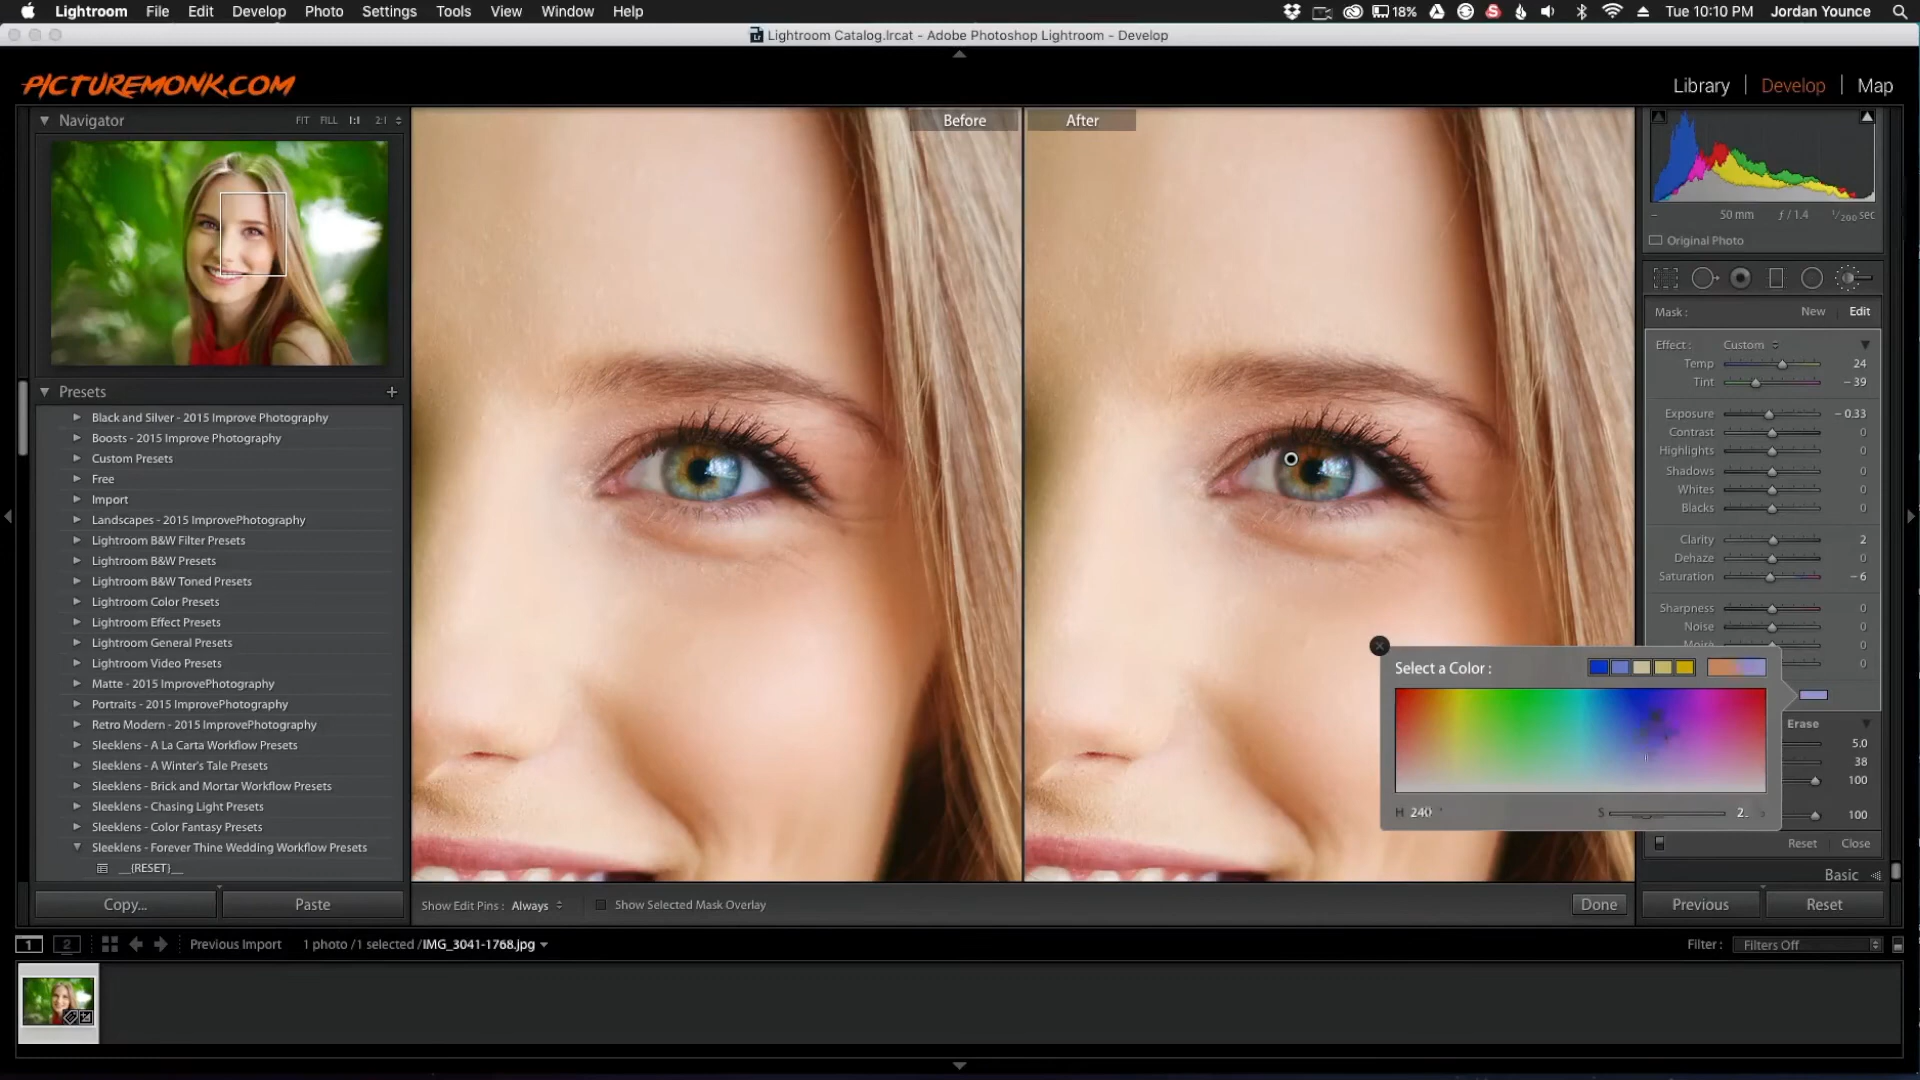 Lightroom File Edit Develop Photo Settings Tools View Window Help 18% Tue 10:10 PM Jordan Younce
Lightroom Catalog.lrcat - Adobe Photoshop Lightroom - Develop
PICTUREMONK.COM
Library | Develop | Map
Navigator FIT FILL 1:1 2:1
Before
After
50 mm ƒ / 1.4 1/200 sec
Original Photo
Mask : New Edit
Effect : Custom
Temp 24
Tint – 39
Exposure – 0.33
Contrast 0
Highlights 0
Shadows 0
Whites 0
Blacks 0
Clarity 2
Dehaze 0
Saturation – 6
Sharpness 0
Noise 0
Moiré
0
Select a Color :
H 240 S 2
Erase
5.0
38
100
100
Reset Close
Basic
Previous Reset
Presets +
Black and Silver - 2015 Improve Photography
Boosts - 2015 Improve Photography
Custom Presets
Free
Import
Landscapes - 2015 ImprovePhotography
Lightroom B&W Filter Presets
Lightroom B&W Presets
Lightroom B&W Toned Presets
Lightroom Color Presets
Lightroom Effect Presets
Lightroom General Presets
Lightroom Video Presets
Matte - 2015 ImprovePhotography
Portraits - 2015 ImprovePhotography
Retro Modern - 2015 ImprovePhotography
Sleeklens - A La Carta Workflow Presets
Sleeklens - A Winter's Tale Presets
Sleeklens - Brick and Mortar Workflow Presets
Sleeklens - Chasing Light Presets
Sleeklens - Color Fantasy Presets
Sleeklens - Forever Thine Wedding Workflow Presets
__{RESET}__
Copy... Paste
Show Edit Pins : Always Show Selected Mask Overlay Done
1 2 Previous Import 1 photo / 1 selected / IMG_3041-1768.jpg Filter : Filters Off